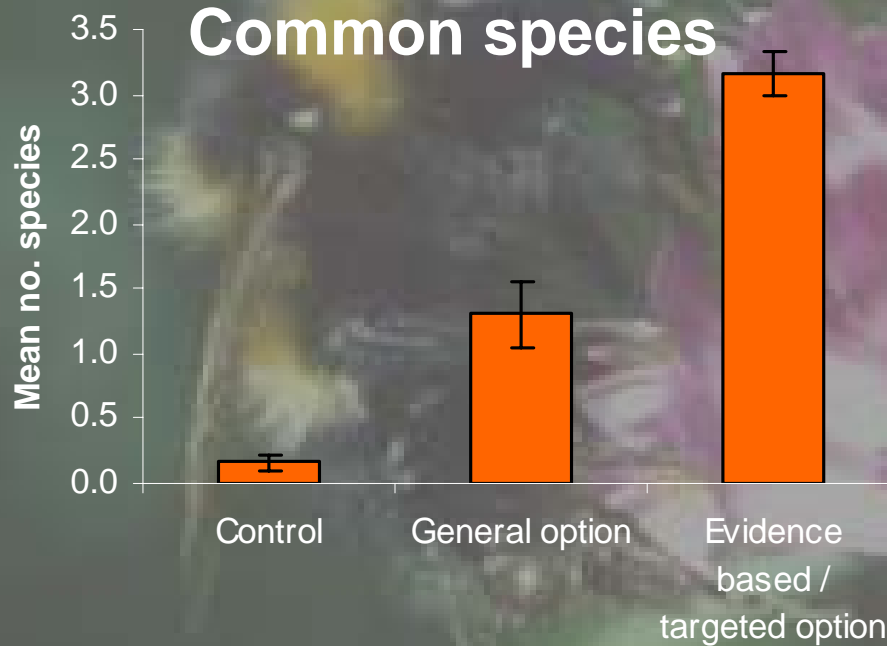 Common species
Mean no. species
3.5
3.0
2.5
2.0
1.5
1.0
0.5
0.0
Control
General option
Evidence
based /
targeted option